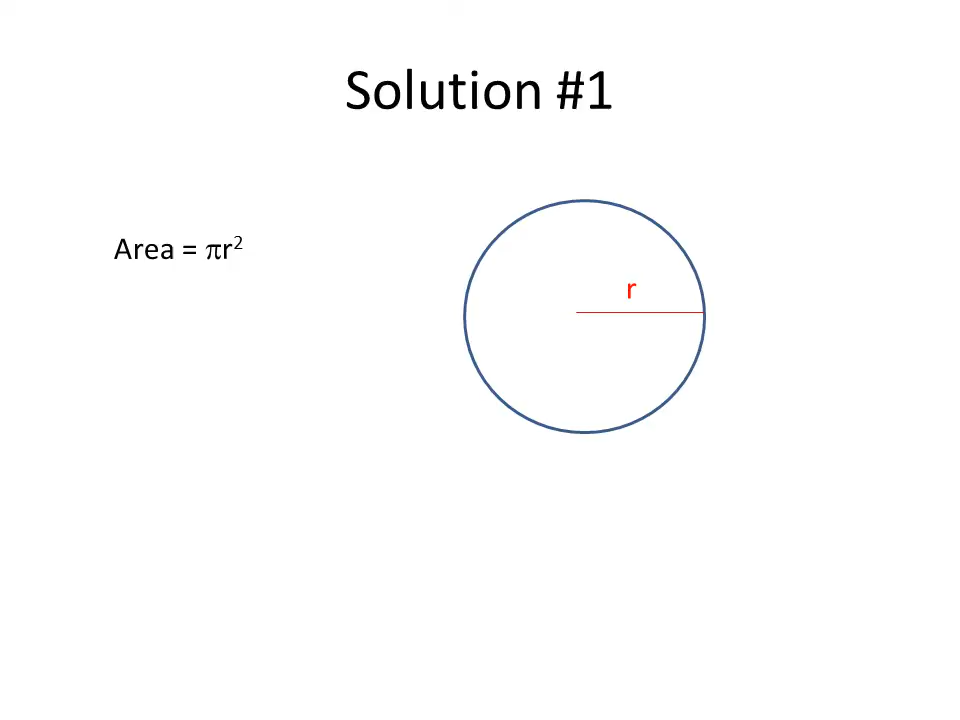 Solution #1
Area = πr²
r